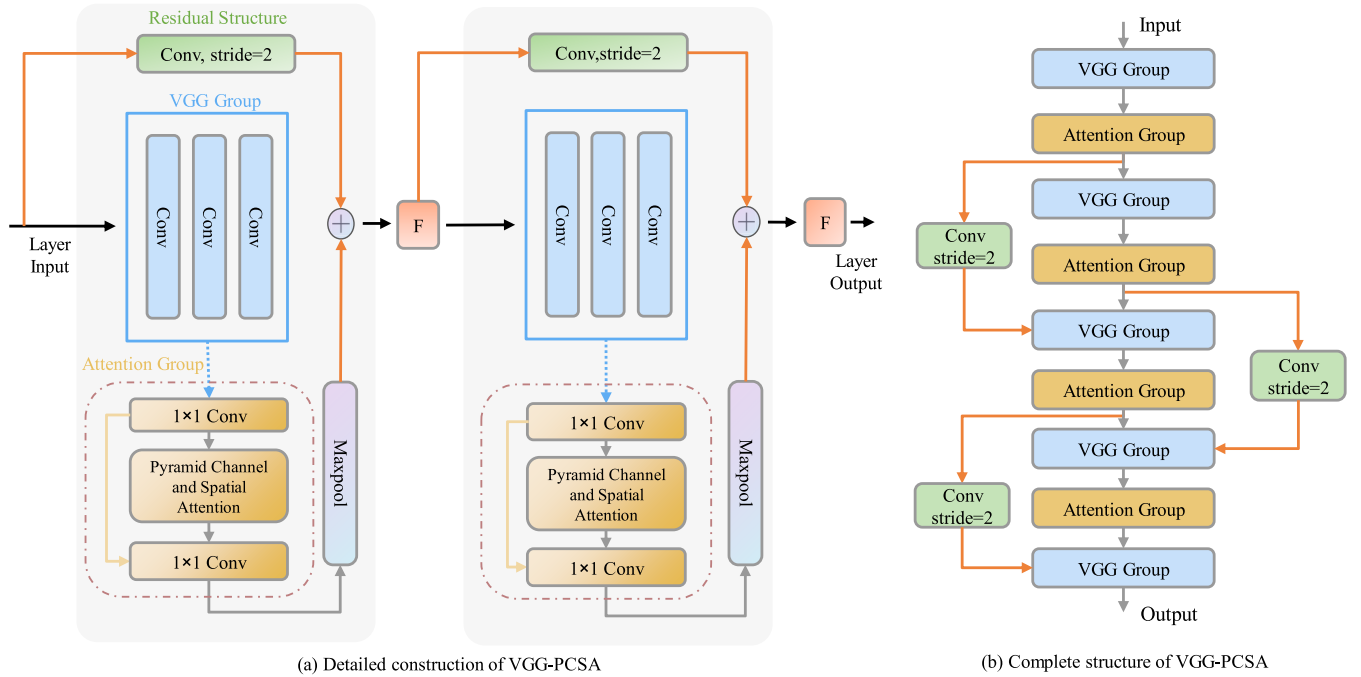 Residual Structure
Conv, stride=2
VGG Group
Conv
Conv
Conv
Layer
Input
Attention Group
1×1 Conv
Pyramid Channel
and Spatial
Attention
1×1 Conv
Maxpool
+
F
Conv,stride=2
Conv
Conv
Conv
1×1 Conv
Pyramid Channel
and Spatial
Attention
1×1 Conv
Maxpool
+
F
Layer
Output
(a) Detailed construction of VGG-PCSA
Input
VGG Group
Attention Group
VGG Group
Conv
stride=2
Attention Group
VGG Group
Conv
stride=2
Attention Group
VGG Group
Conv
stride=2
Attention Group
VGG Group
Output
(b) Complete structure of VGG-PCSA